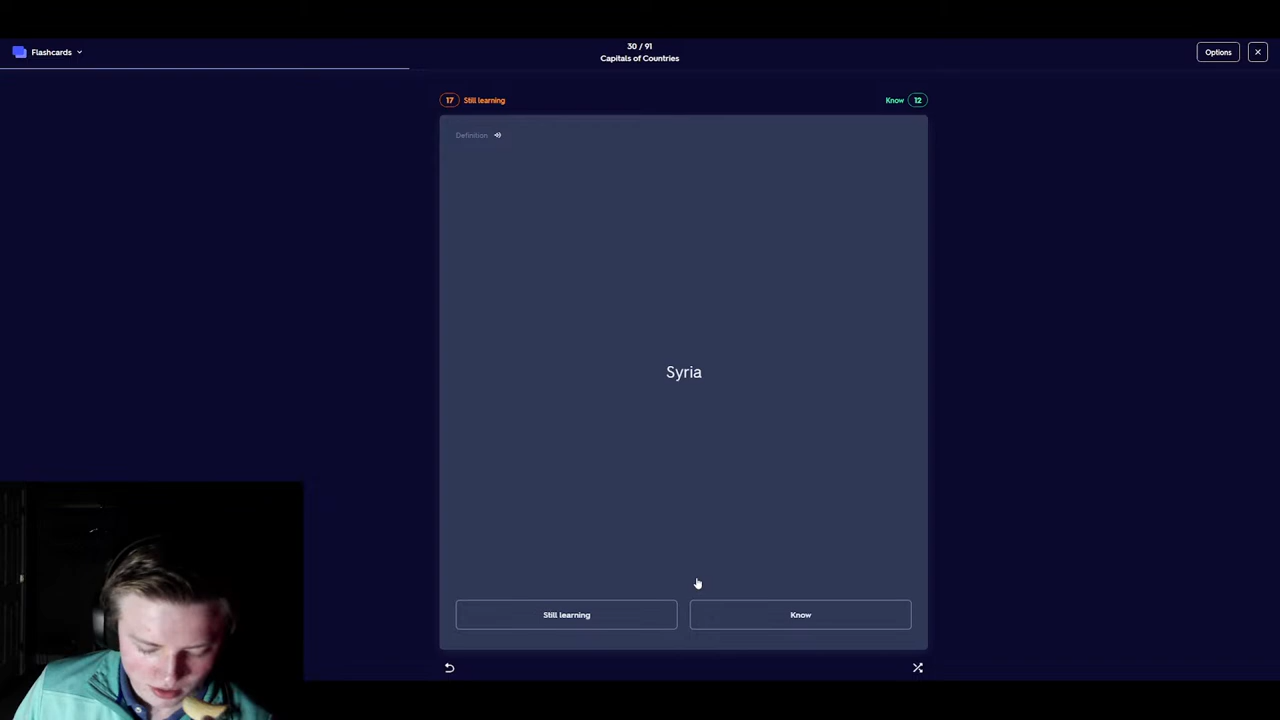 Flashcards
30 / 91
Capitals of Countries
Options
17 Still learning
Know 12
Definition
Syria
Still learning
Know